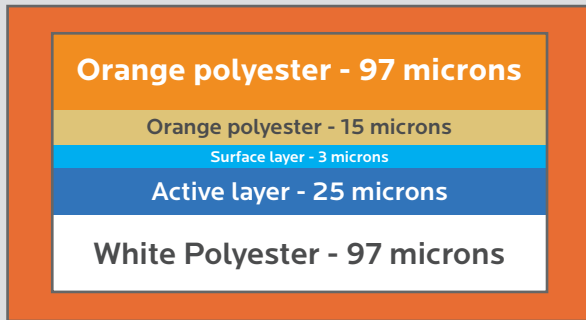 Orange polyester - 97 microns
Orange polyester - 15 microns
Surface layer - 3 microns
Active layer - 25 microns
White Polyester - 97 microns